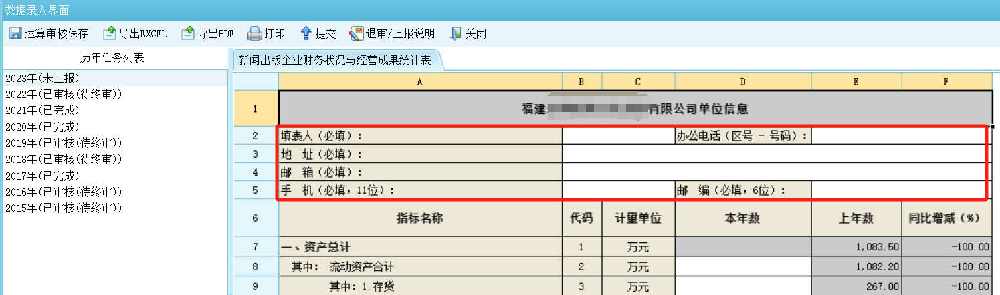 数据录入界面
运算审核保存 导出EXCEL 导出PDF 打印 提交 退审/上报说明 关闭
历年任务列表
新闻出版企业财务状况与经营成果统计表
2023年(未上报)
2022年(已审核(待终审))
2021年(已完成)
2020年(已完成)
2019年(已审核(待终审))
2018年(已审核(待终审))
2017年(已完成)
2016年(已审核(待终审))
2015年(已审核(待终审))
A B C D E F
1 福建 有限公司单位信息
2 填表人（必填）： 办公电话（区号 - 号码）：
3 地 址（必填）：
4 邮 箱（必填）：
5 手 机（必填，11位）： 邮 编（必填，6位）：
6 指标名称 代码 计量单位 本年数 上年数 同比增减（%）
7 一、资产总计 1 万元 1,083.50 -100.00
8 其中： 流动资产合计 2 万元 1,082.20 -100.00
9 其中：1.存货 3 万元 267.00 -100.00